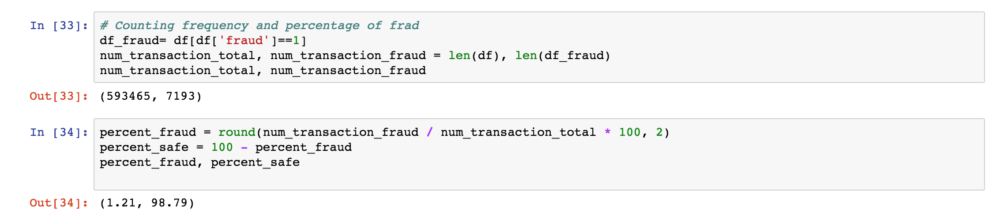 In [33]: # Counting frequency and percentage of frad
df_fraud= df[df['fraud']==1]
num_transaction_total, num_transaction_fraud = len(df), len(df_fraud)
num_transaction_total, num_transaction_fraud
Out[33]: (593465, 7193)
In [34]: percent_fraud = round(num_transaction_fraud / num_transaction_total * 100, 2)
percent_safe = 100 - percent_fraud
percent_fraud, percent_safe
Out[34]: (1.21, 98.79)